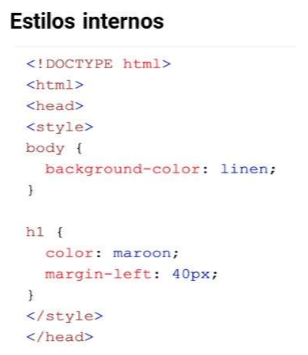 Estilos internos
<!DOCTYPE html>
<html>
<head>
<style>
body {
  background-color: linen;
}

h1 {
  color: maroon;
  margin-left: 40px;
}
</style>
</head>